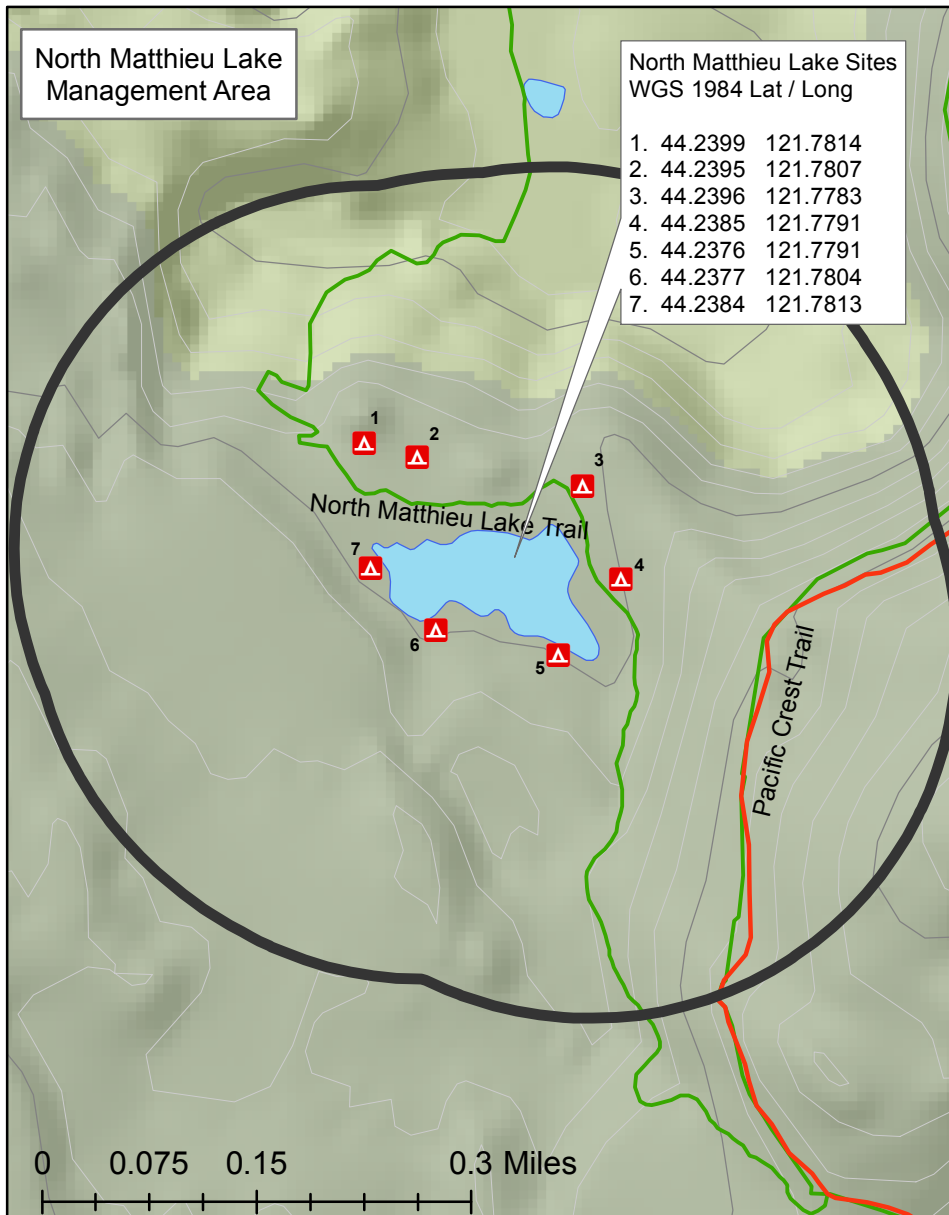 North Matthieu Lake
Management Area
North Matthieu Lake Sites
WGS 1984 Lat / Long
1. 44.2399 121.7814
2. 44.2395 121.7807
3. 44.2396 121.7783
4. 44.2385 121.7791
5. 44.2376 121.7791
6. 44.2377 121.7804
7. 44.2384 121.7813
1
2
3
North Matthieu Lake Trail
7
4
6
5
Pacific Crest Trail
0 0.075 0.15 0.3 Miles